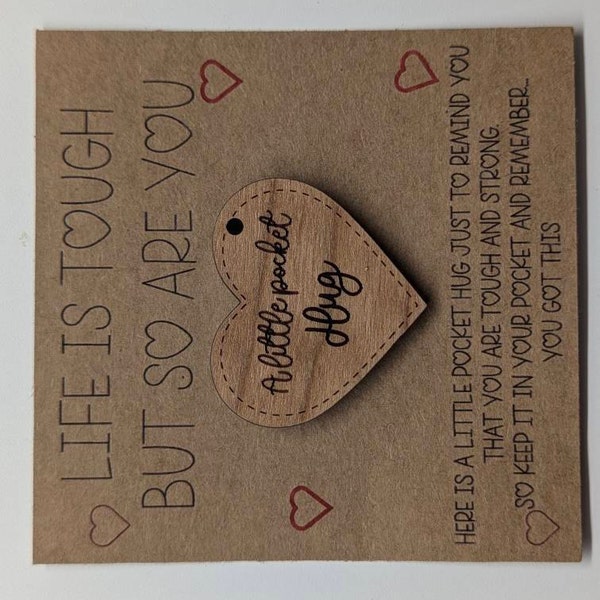 LIFE IS TOUGH
BUT SO ARE YOU
A little pocket
Hug
HERE IS A LITTLE POCKET HUG JUST TO REMIND YOU
THAT YOU ARE TOUGH AND STRONG.
SO KEEP IT IN YOUR POCKET AND REMEMBER...
YOU GOT THIS